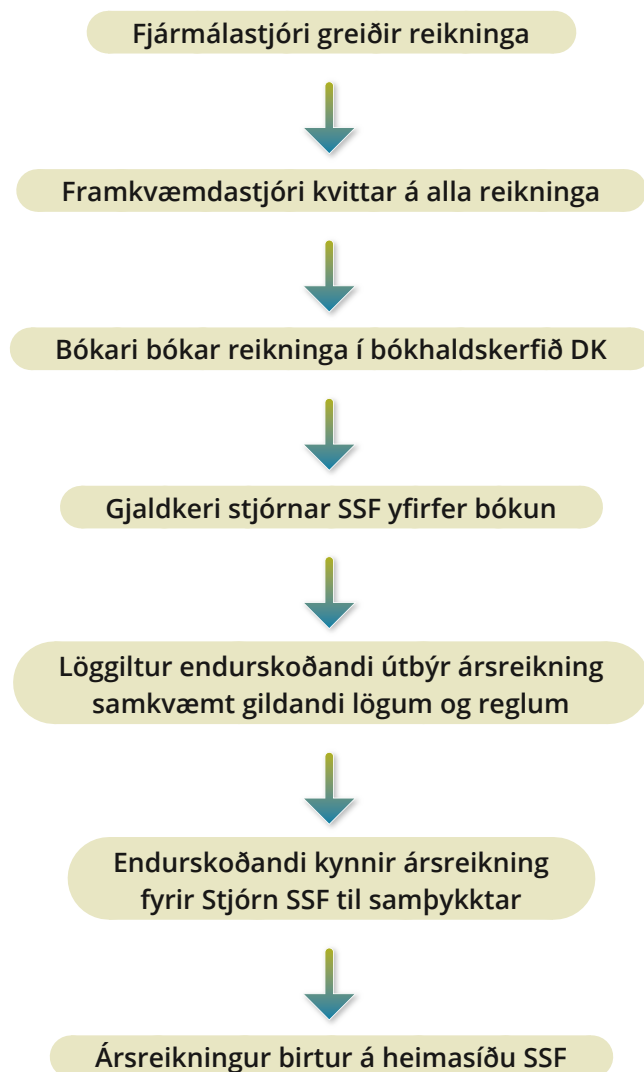 Fjármálastjóri greiðir reikninga
Framkvæmdastjóri kvittar á alla reikninga
Bókari bókar reikninga í bókhaldskerfið DK
Gjaldkeri stjórnar SSF yfirfer bókun
Löggiltur endurskoðandi útbýr ársreikning
samkvæmt gildandi lögum og reglum
Endurskoðandi kynnir ársreikning
fyrir Stjórn SSF til samþykktar
Ársreikningur birtur á heimasíðu SSF